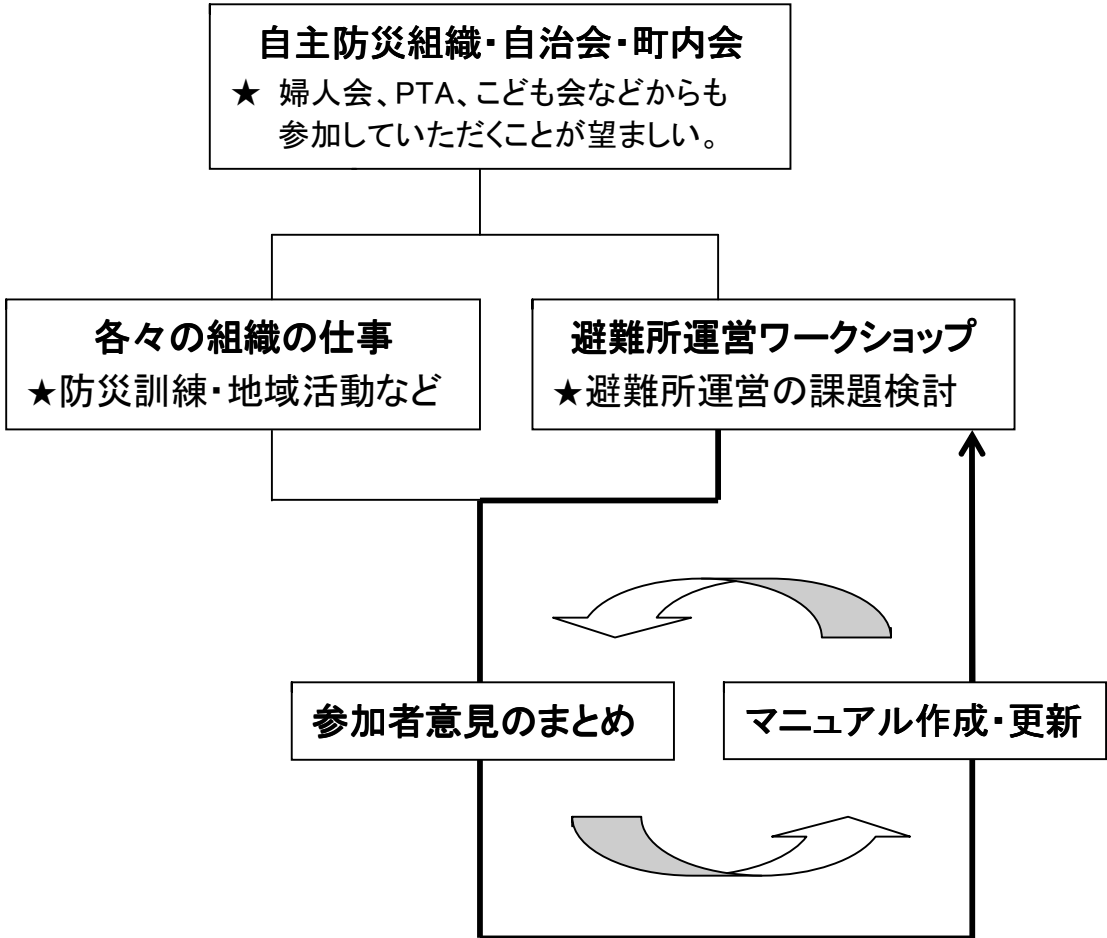 自主防災組織・自治会・町内会
★ 婦人会、PTA、こども会などからも
参加していただくことが望ましい。
各々の組織の仕事
★防災訓練・地域活動など
避難所運営ワークショップ
★避難所運営の課題検討
参加者意見のまとめ
マニュアル作成・更新